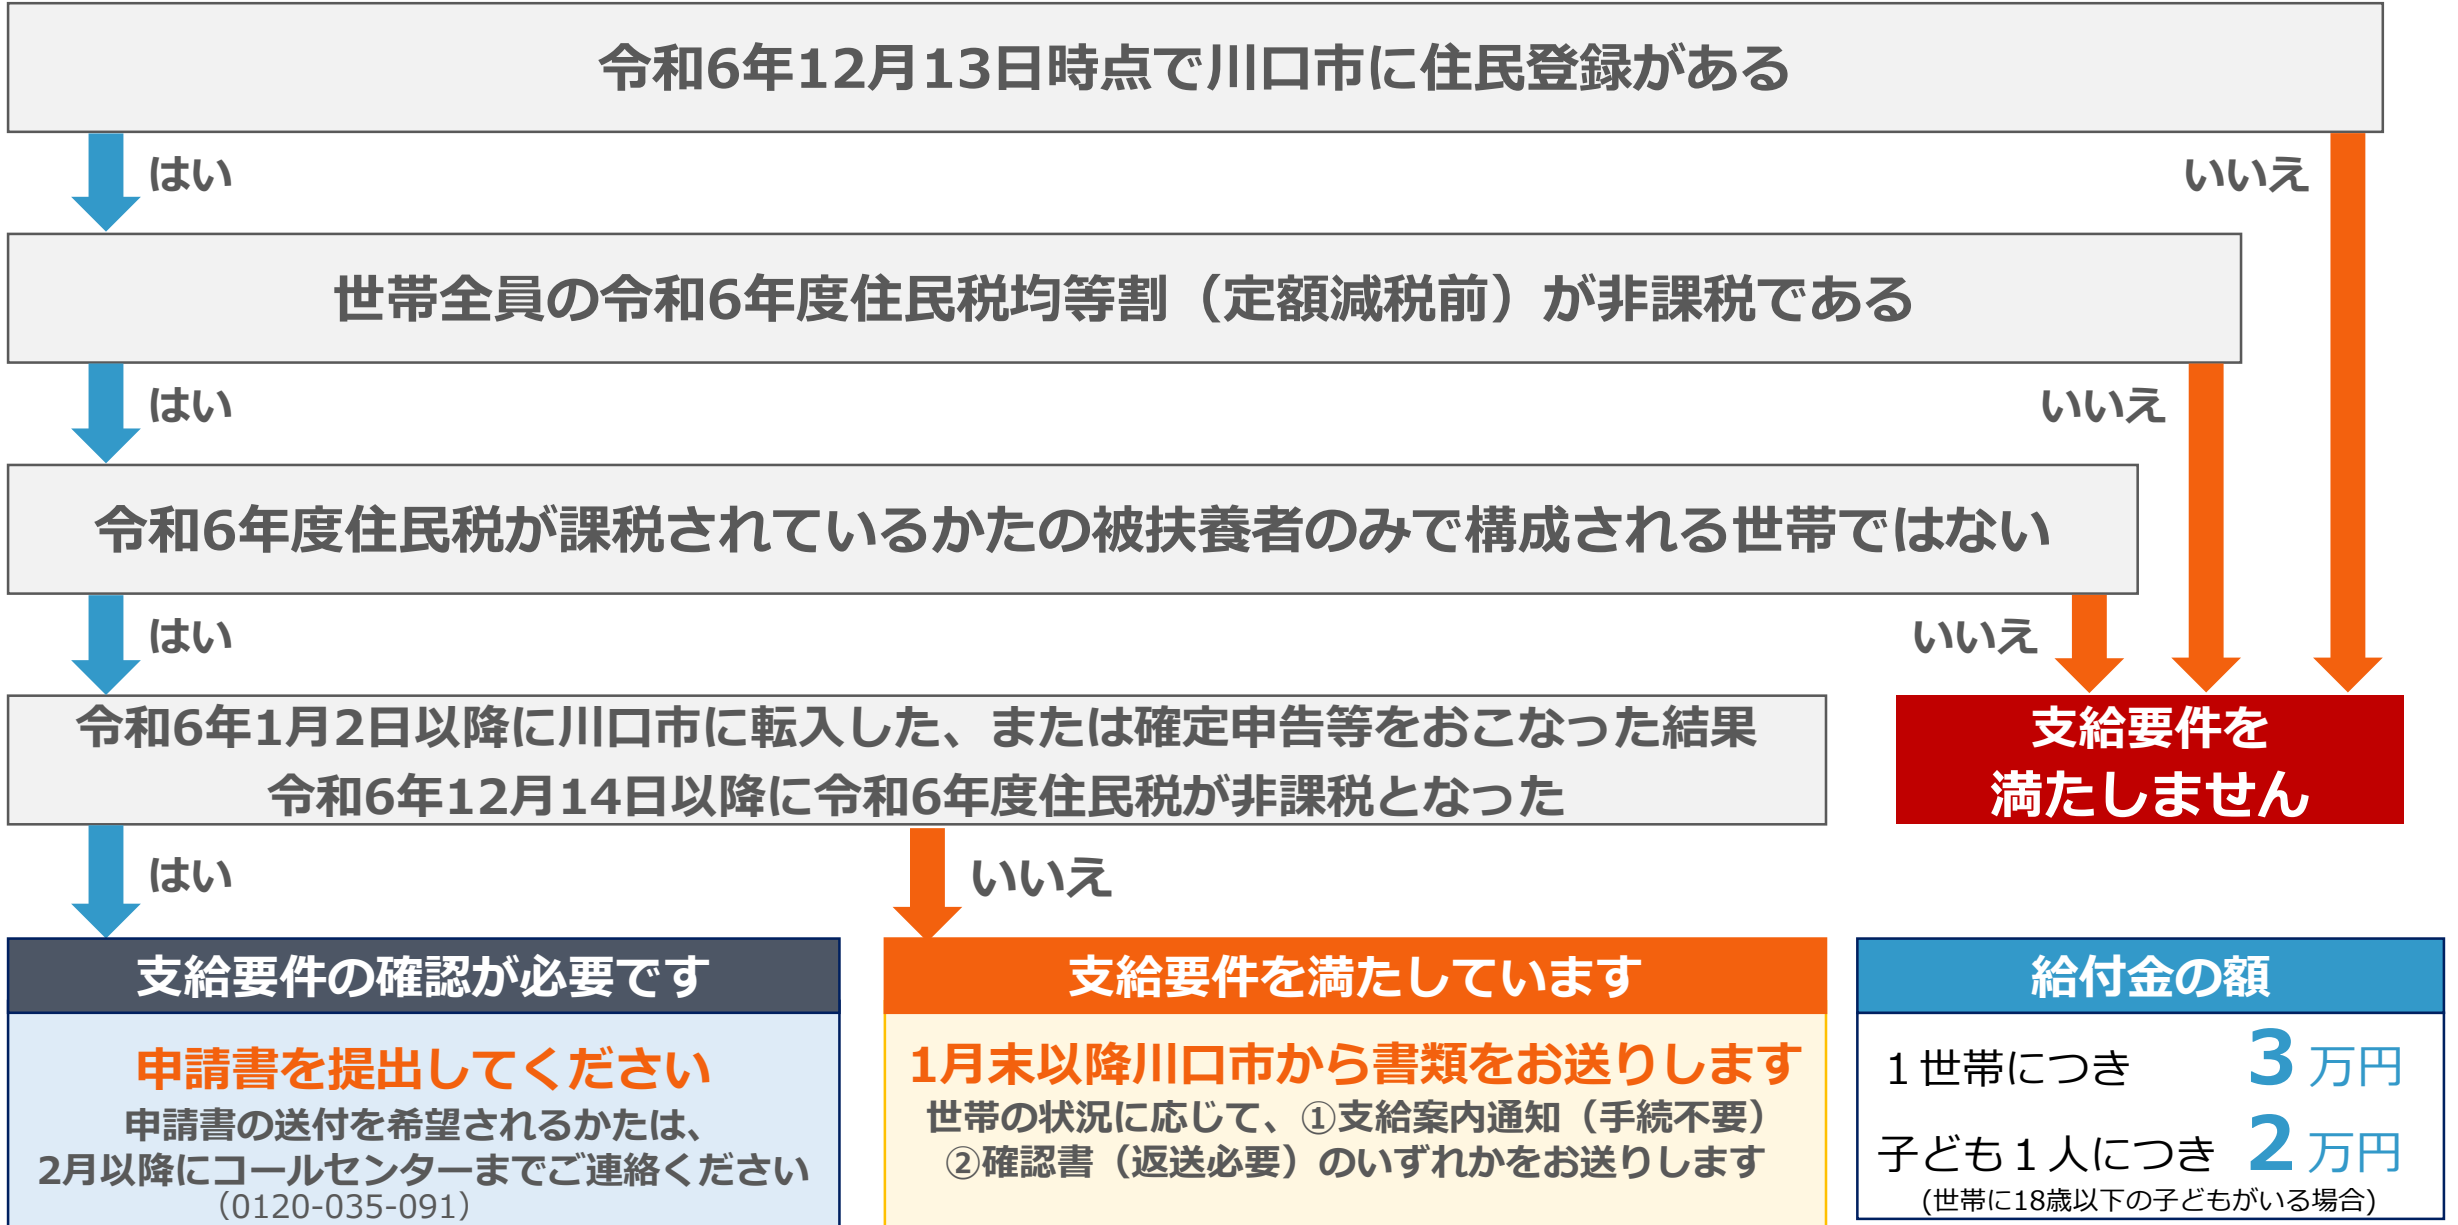 令和6年12月13日時点で川口市に住民登録がある
はい
いいえ
世帯全員の令和6年度住民税均等割（定額減税前）が非課税である
はい
いいえ
令和6年度住民税が課税されているかたの被扶養者のみで構成される世帯ではない
はい
いいえ
令和6年1月2日以降に川口市に転入した、または確定申告等をおこなった結果
令和6年12月14日以降に令和6年度住民税が非課税となった
支給要件を
満たしません
はい
いいえ
支給要件の確認が必要です
申請書を提出してください
申請書の送付を希望されるかたは、
2月以降にコールセンターまでご連絡ください
（0120-035-091）
支給要件を満たしています
1月末以降川口市から書類をお送りします
世帯の状況に応じて、①支給案内通知（手続不要）
②確認書（返送必要）のいずれかをお送りします
給付金の額
１世帯につき 3万円
子ども１人につき 2万円
(世帯に18歳以下の子どもがいる場合)